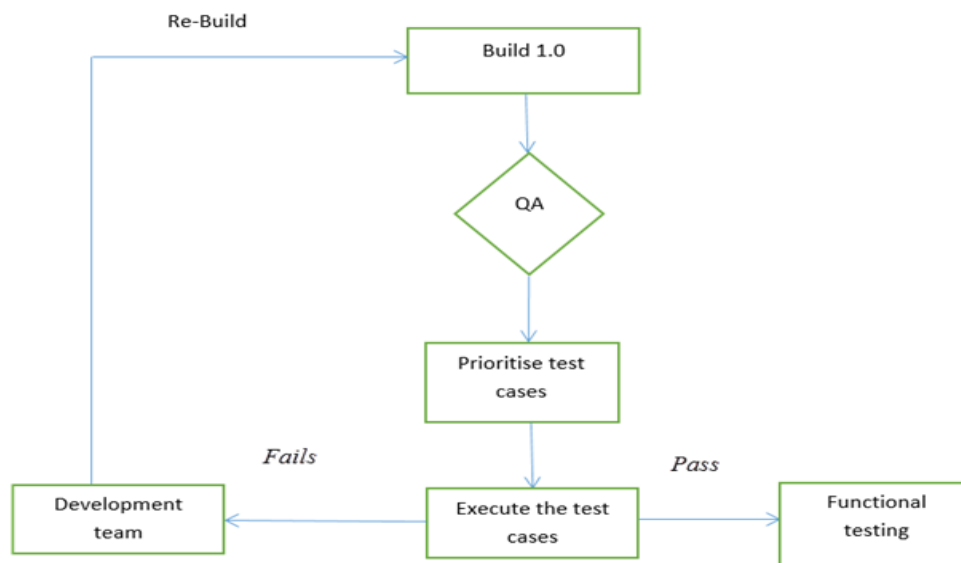 Re-Build
Build 1.0
QA
Prioritise test
cases
Fails
Pass
Development
team
Execute the test
cases
Functional
testing